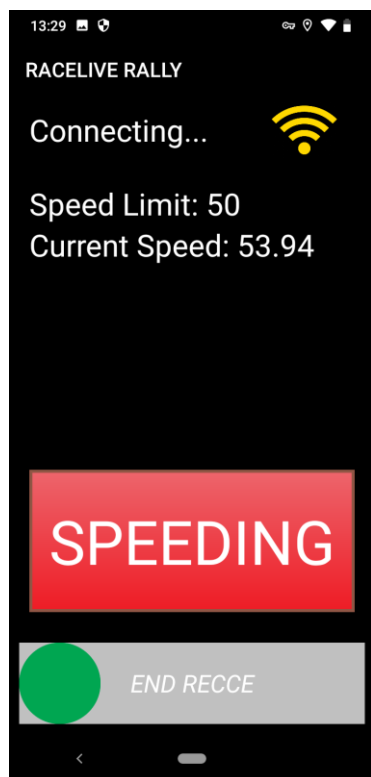 13:29
RACELIVE RALLY
Connecting...
Speed Limit: 50
Current Speed: 53.94
SPEEDING
END RECCE